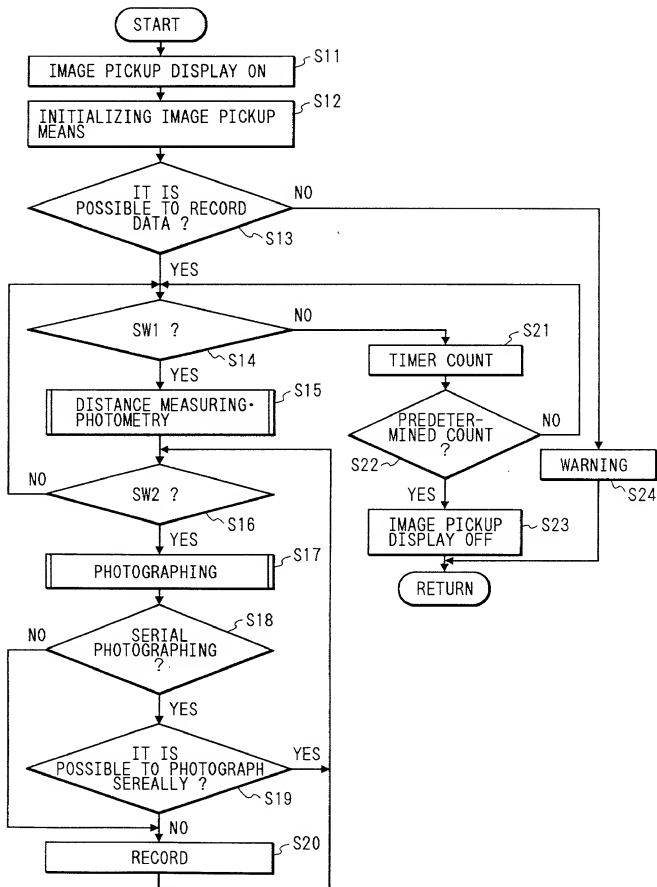 START
IMAGE PICKUP DISPLAY ON
S11
INITIALIZING IMAGE PICKUP
MEANS
S12
IT IS
POSSIBLE TO RECORD
DATA ?
NO
S13
YES
SW1 ?
NO
S14
YES
DISTANCE MEASURING·
PHOTOMETRY
S15
SW2 ?
NO
S16
YES
PHOTOGRAPHING
S17
SERIAL
PHOTOGRAPHING
?
NO
S18
YES
IT IS
POSSIBLE TO PHOTOGRAPH
SEREALLY ?
YES
S19
NO
RECORD
S20
TIMER COUNT
S21
PREDETER-
MINED COUNT
?
NO
S22
YES
IMAGE PICKUP
DISPLAY OFF
S23
WARNING
S24
RETURN